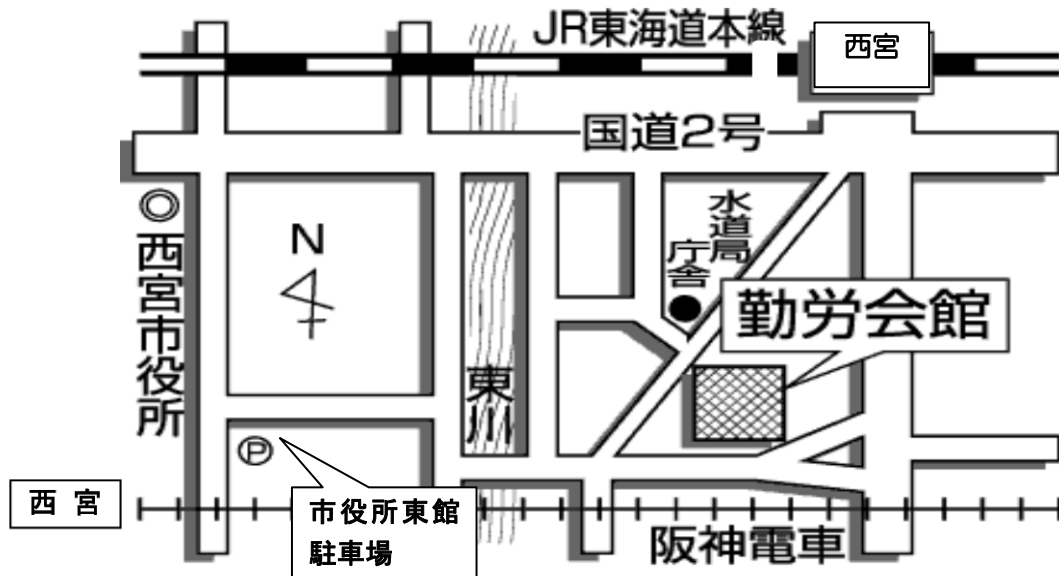 JR東海道本線
西宮
国道2号
N
水道局
庁舎
西宮市役所
勤労会館
東川
P
西 宮
市役所東館
駐車場
阪神電車